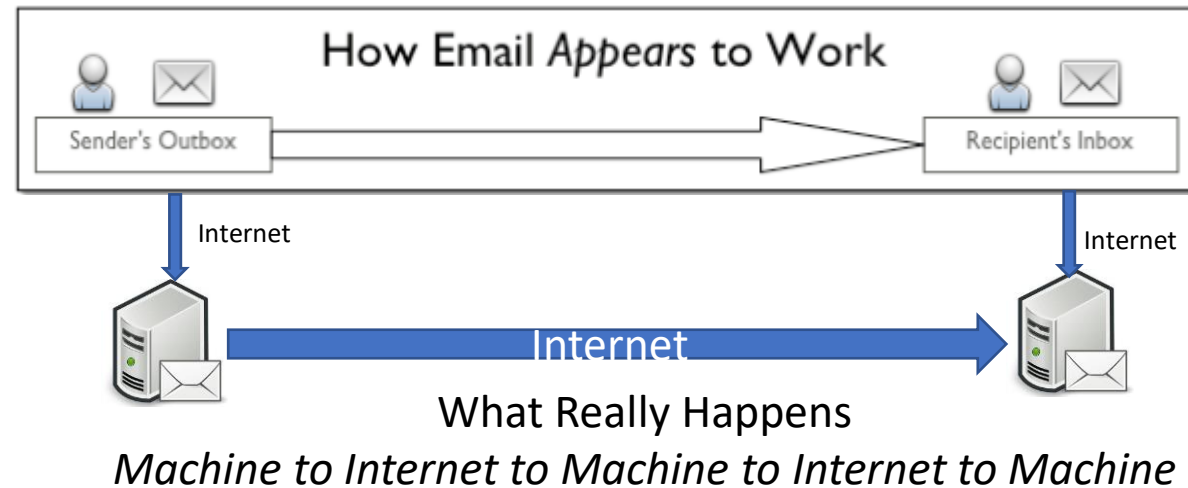 How Email Appears to Work
Sender's Outbox
Recipient's Inbox
Internet
Internet
Internet
What Really Happens
Machine to Internet to Machine to Internet to Machine